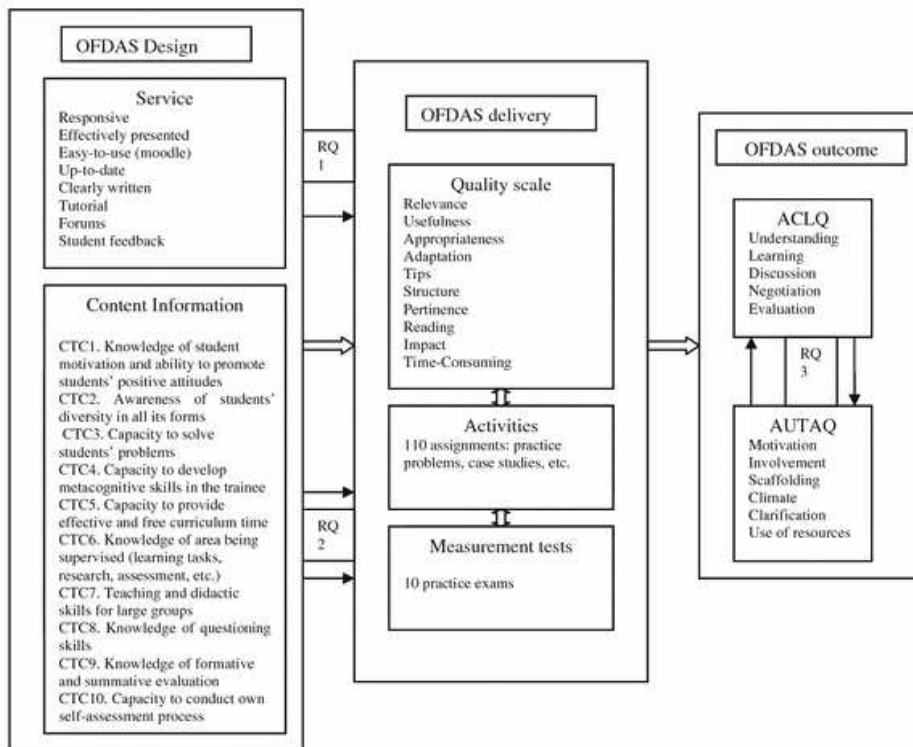 OFDAS Design
Service
Responsive
Effectively presented
Easy-to-use (moodle)
Up-to-date
Clearly written
Tutorial
Forums
Student feedback
Content Information
CTC1. Knowledge of student
motivation and ability to promote
students' positive attitudes
CTC2. Awareness of students'
diversity in all its forms
CTC3. Capacity to solve
students' problems
CTC4. Capacity to develop
metacognitive skills in the trainee
CTC5. Capacity to provide
effective and free curriculum time
CTC6. Knowledge of area being
supervised (learning tasks,
research, assessment, etc.)
CTC7. Teaching and didactic
skills for large groups
CTC8. Knowledge of questioning
skills
CTC9. Knowledge of formative
and summative evaluation
CTC10. Capacity to conduct own
self-assessment process
RQ
1
RQ
2
OFDAS delivery
Quality scale
Relevance
Usefulness
Appropriateness
Adaptation
Tips
Structure
Pertinence
Reading
Impact
Time-Consuming
Activities
110 assignments: practice
problems, case studies, etc.
Measurement tests
10 practice exams
OFDAS outcome
ACLQ
Understanding
Learning
Discussion
Negotiation
Evaluation
RQ
3
AUTAQ
Motivation
Involvement
Scaffolding
Climate
Clarification
Use of resources